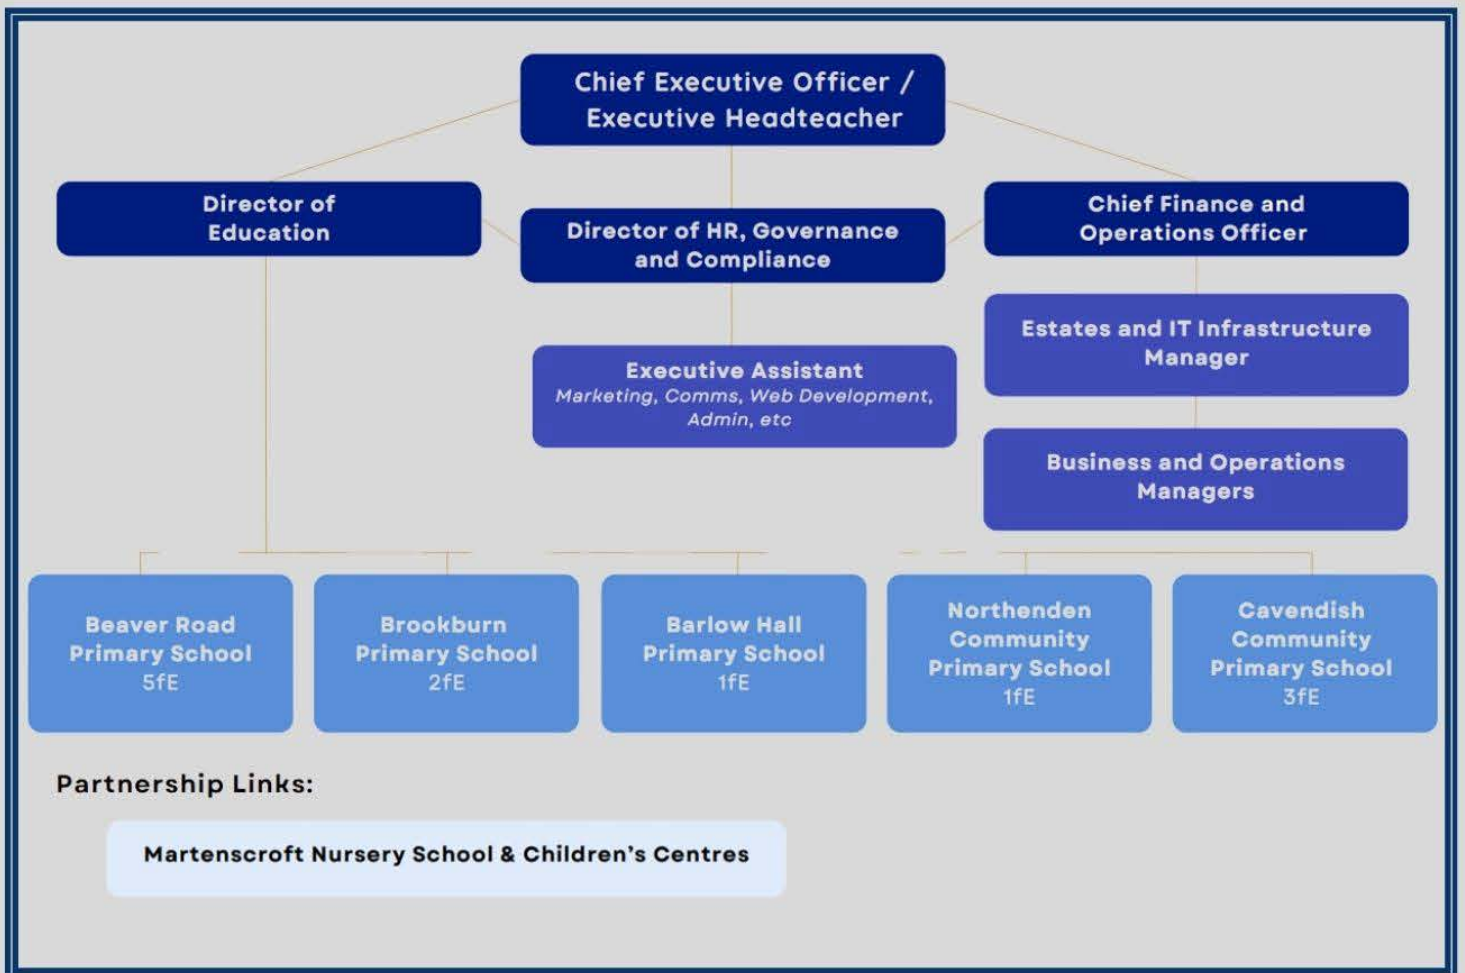 Chief Executive Officer /
Executive Headteacher
Director of
Education
Director of HR, Governance
and Compliance
Chief Finance and
Operations Officer
Executive Assistant
Marketing, Comms, Web Development,
Admin, etc
Estates and IT Infrastructure
Manager
Business and Operations
Managers
Beaver Road
Primary School
5fE
Brookburn
Primary School
2fE
Barlow Hall
Primary School
1fE
Northenden
Community
Primary School
1fE
Cavendish
Community
Primary School
3fE
Partnership Links:
Martenscroft Nursery School & Children’s Centres